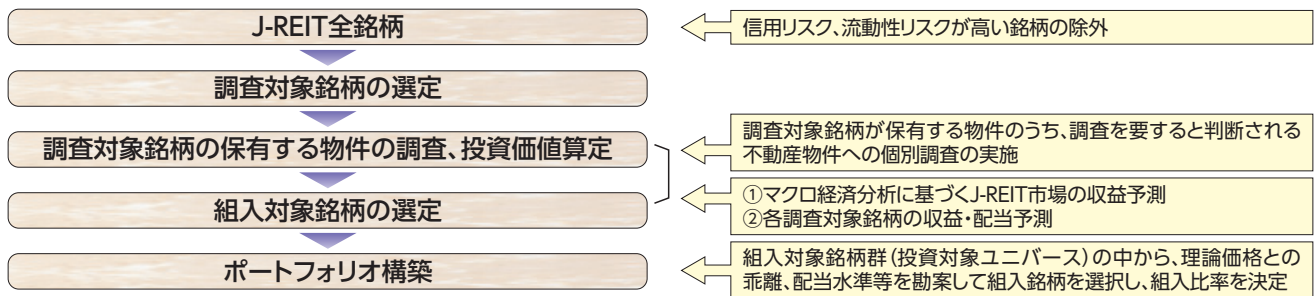 J-REIT全銘柄
信用リスク、流動性リスクが高い銘柄の除外
調査対象銘柄の選定
調査対象銘柄の保有する物件の調査、投資価値算定
調査対象銘柄が保有する物件のうち、調査を要すると判断される
不動産物件への個別調査の実施
組入対象銘柄の選定
①マクロ経済分析に基づくJ-REIT市場の収益予測
②各調査対象銘柄の収益・配当予測
ポートフォリオ構築
組入対象銘柄群(投資対象ユニバース)の中から、理論価格との
乖離、配当水準等を勘案して組入銘柄を選択し、組入比率を決定